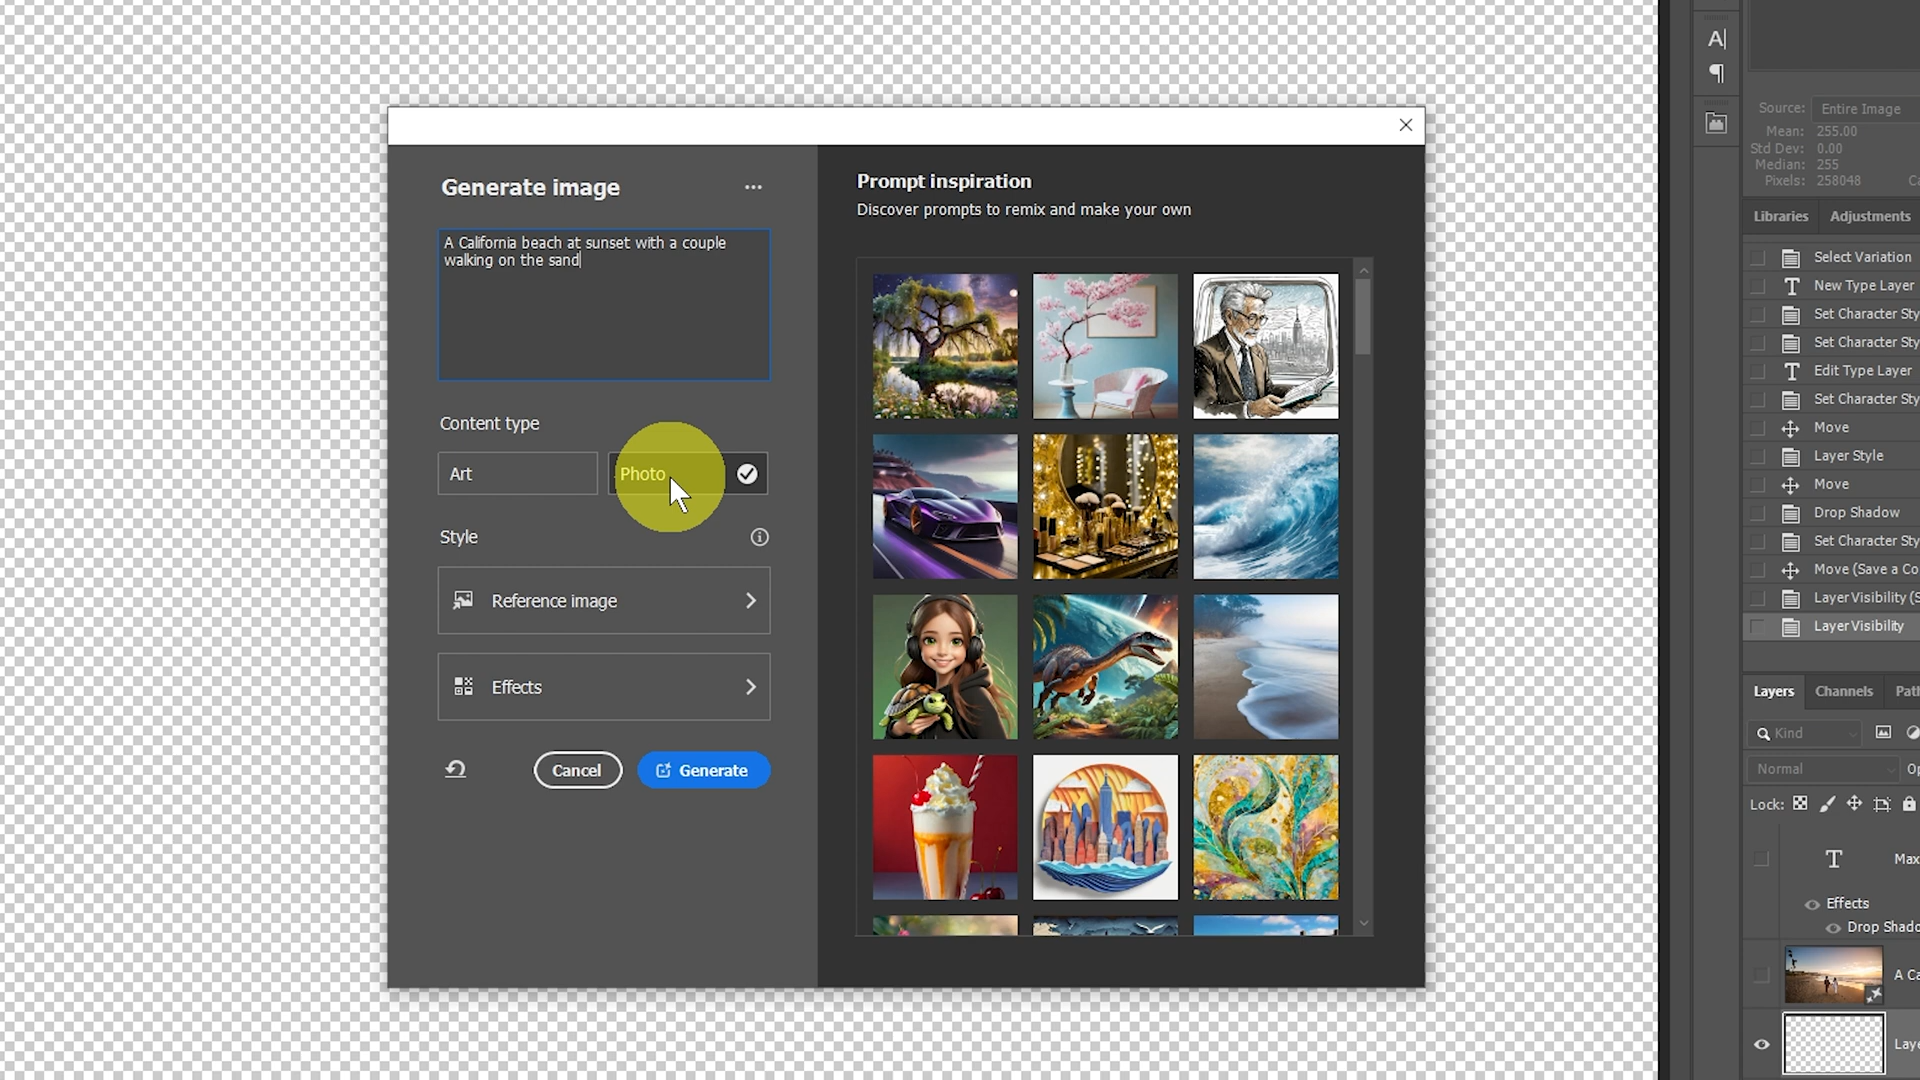 Generate image
A California beach at sunset with a couple
walking on the sand
Content type
Art
Photo
Style
Reference image
Effects
Cancel
Generate
Prompt inspiration
Discover prompts to remix and make your own
A
Source: Entire Image
Mean: 255.00
Std Dev: 0.00
Median: 255
Pixels: 258048
Libraries Adjustments
Select Variation
New Type Layer
Set Character Sty
Set Character Sty
Edit Type Layer
Set Character Sty
Move
Layer Style
Move
Drop Shadow
Set Character Sty
Move (Save a Co
Layer Visibility (S
Layer Visibility
Layers Channels Path
Kind
Normal Op
Lock:
T Max
Effects
Drop Shado
A Ca
Laye